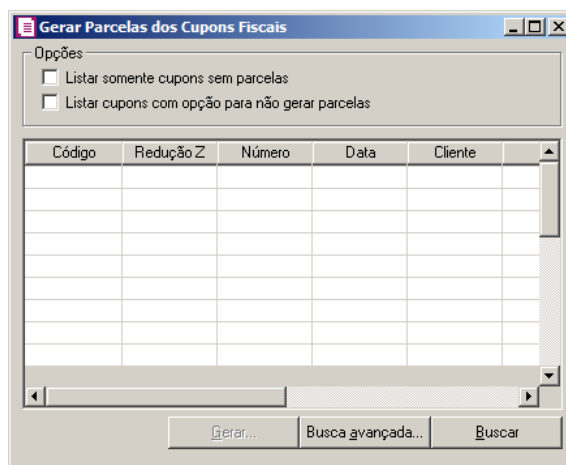 Gerar Parcelas dos Cupons Fiscais
Opções
Listar somente cupons sem parcelas
Listar cupons com opção para não gerar parcelas
Código Redução Z Número Data Cliente
Gerar... Busca avançada... Buscar